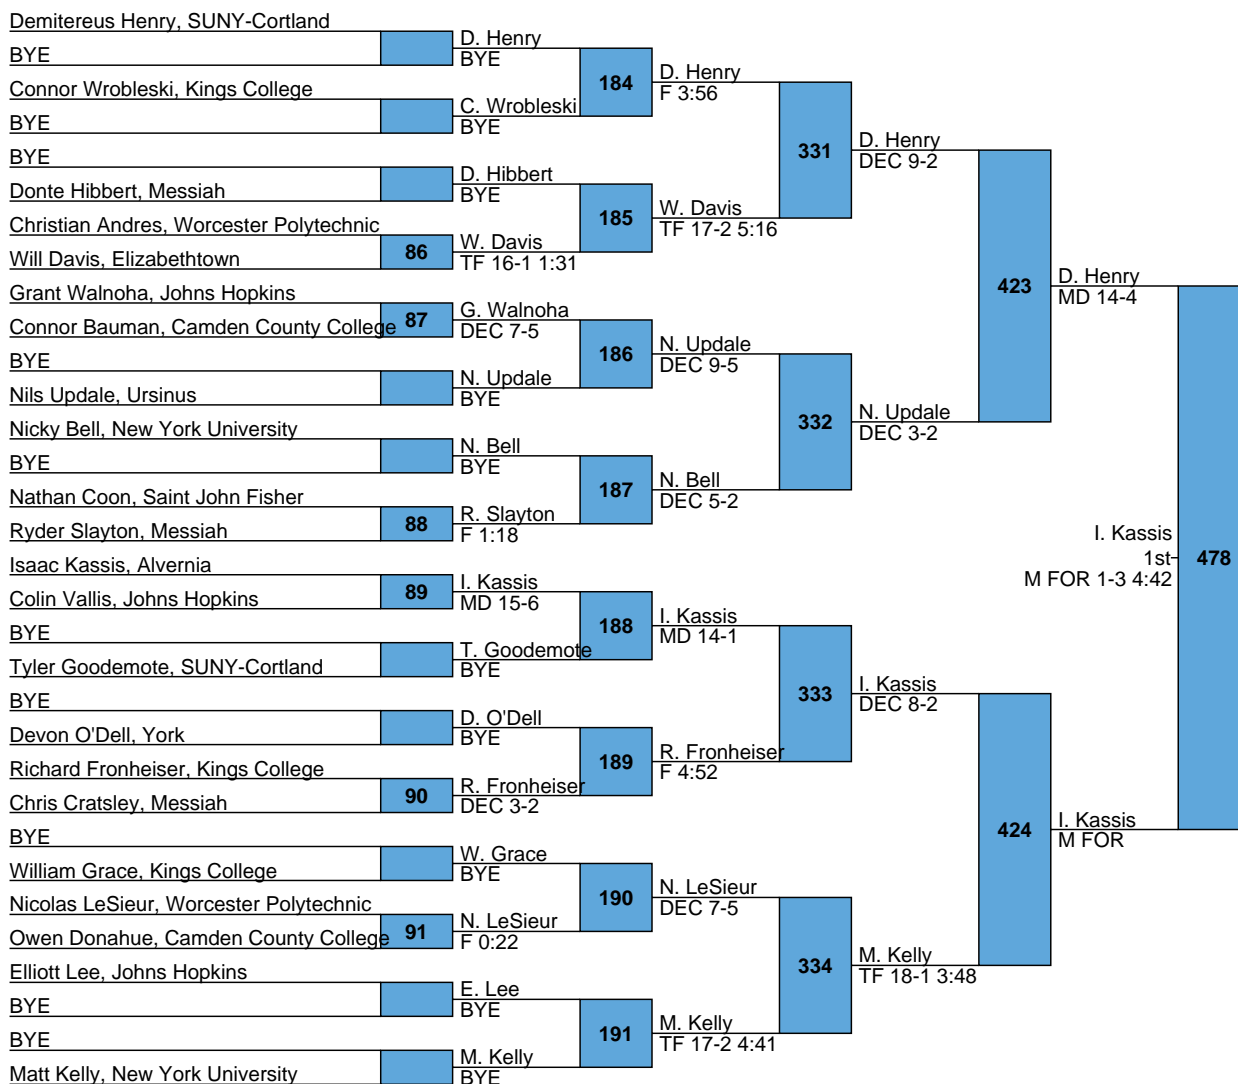 Demitereus Henry, SUNY-Cortland
BYE
Connor Wrobleski, Kings College
BYE
BYE
Donte Hibbert, Messiah
Christian Andres, Worcester Polytechnic
Will Davis, Elizabethtown
Grant Walnoha, Johns Hopkins
Connor Bauman, Camden County College
BYE
Nils Updale, Ursinus
Nicky Bell, New York University
BYE
Nathan Coon, Saint John Fisher
Ryder Slayton, Messiah
Isaac Kassis, Alvernia
Colin Vallis, Johns Hopkins
BYE
Tyler Goodemote, SUNY-Cortland
BYE
Devon O'Dell, York
Richard Fronheiser, Kings College
Chris Cratsley, Messiah
BYE
William Grace, Kings College
Nicolas LeSieur, Worcester Polytechnic
Owen Donahue, Camden County College
Elliott Lee, Johns Hopkins
BYE
BYE
Matt Kelly, New York University
86
87
88
89
90
91
D. Henry
BYE
C. Wrobleski
BYE
D. Hibbert
BYE
W. Davis
TF 16-1 1:31
G. Walnoha
DEC 7-5
N. Updale
BYE
N. Bell
BYE
R. Slayton
F 1:18
I. Kassis
MD 15-6
T. Goodemote
BYE
D. O'Dell
BYE
R. Fronheiser
DEC 3-2
W. Grace
BYE
N. LeSieur
F 0:22
E. Lee
BYE
M. Kelly
BYE
184
185
186
187
188
189
190
191
D. Henry
F 3:56
W. Davis
TF 17-2 5:16
N. Updale
DEC 9-5
N. Bell
DEC 5-2
I. Kassis
MD 14-1
R. Fronheiser
F 4:52
N. LeSieur
DEC 7-5
M. Kelly
TF 17-2 4:41
331
332
333
334
D. Henry
DEC 9-2
N. Updale
DEC 3-2
I. Kassis
DEC 8-2
M. Kelly
TF 18-1 3:48
423
424
D. Henry
MD 14-4
I. Kassis
M FOR
I. Kassis
1st
M FOR 1-3 4:42
478